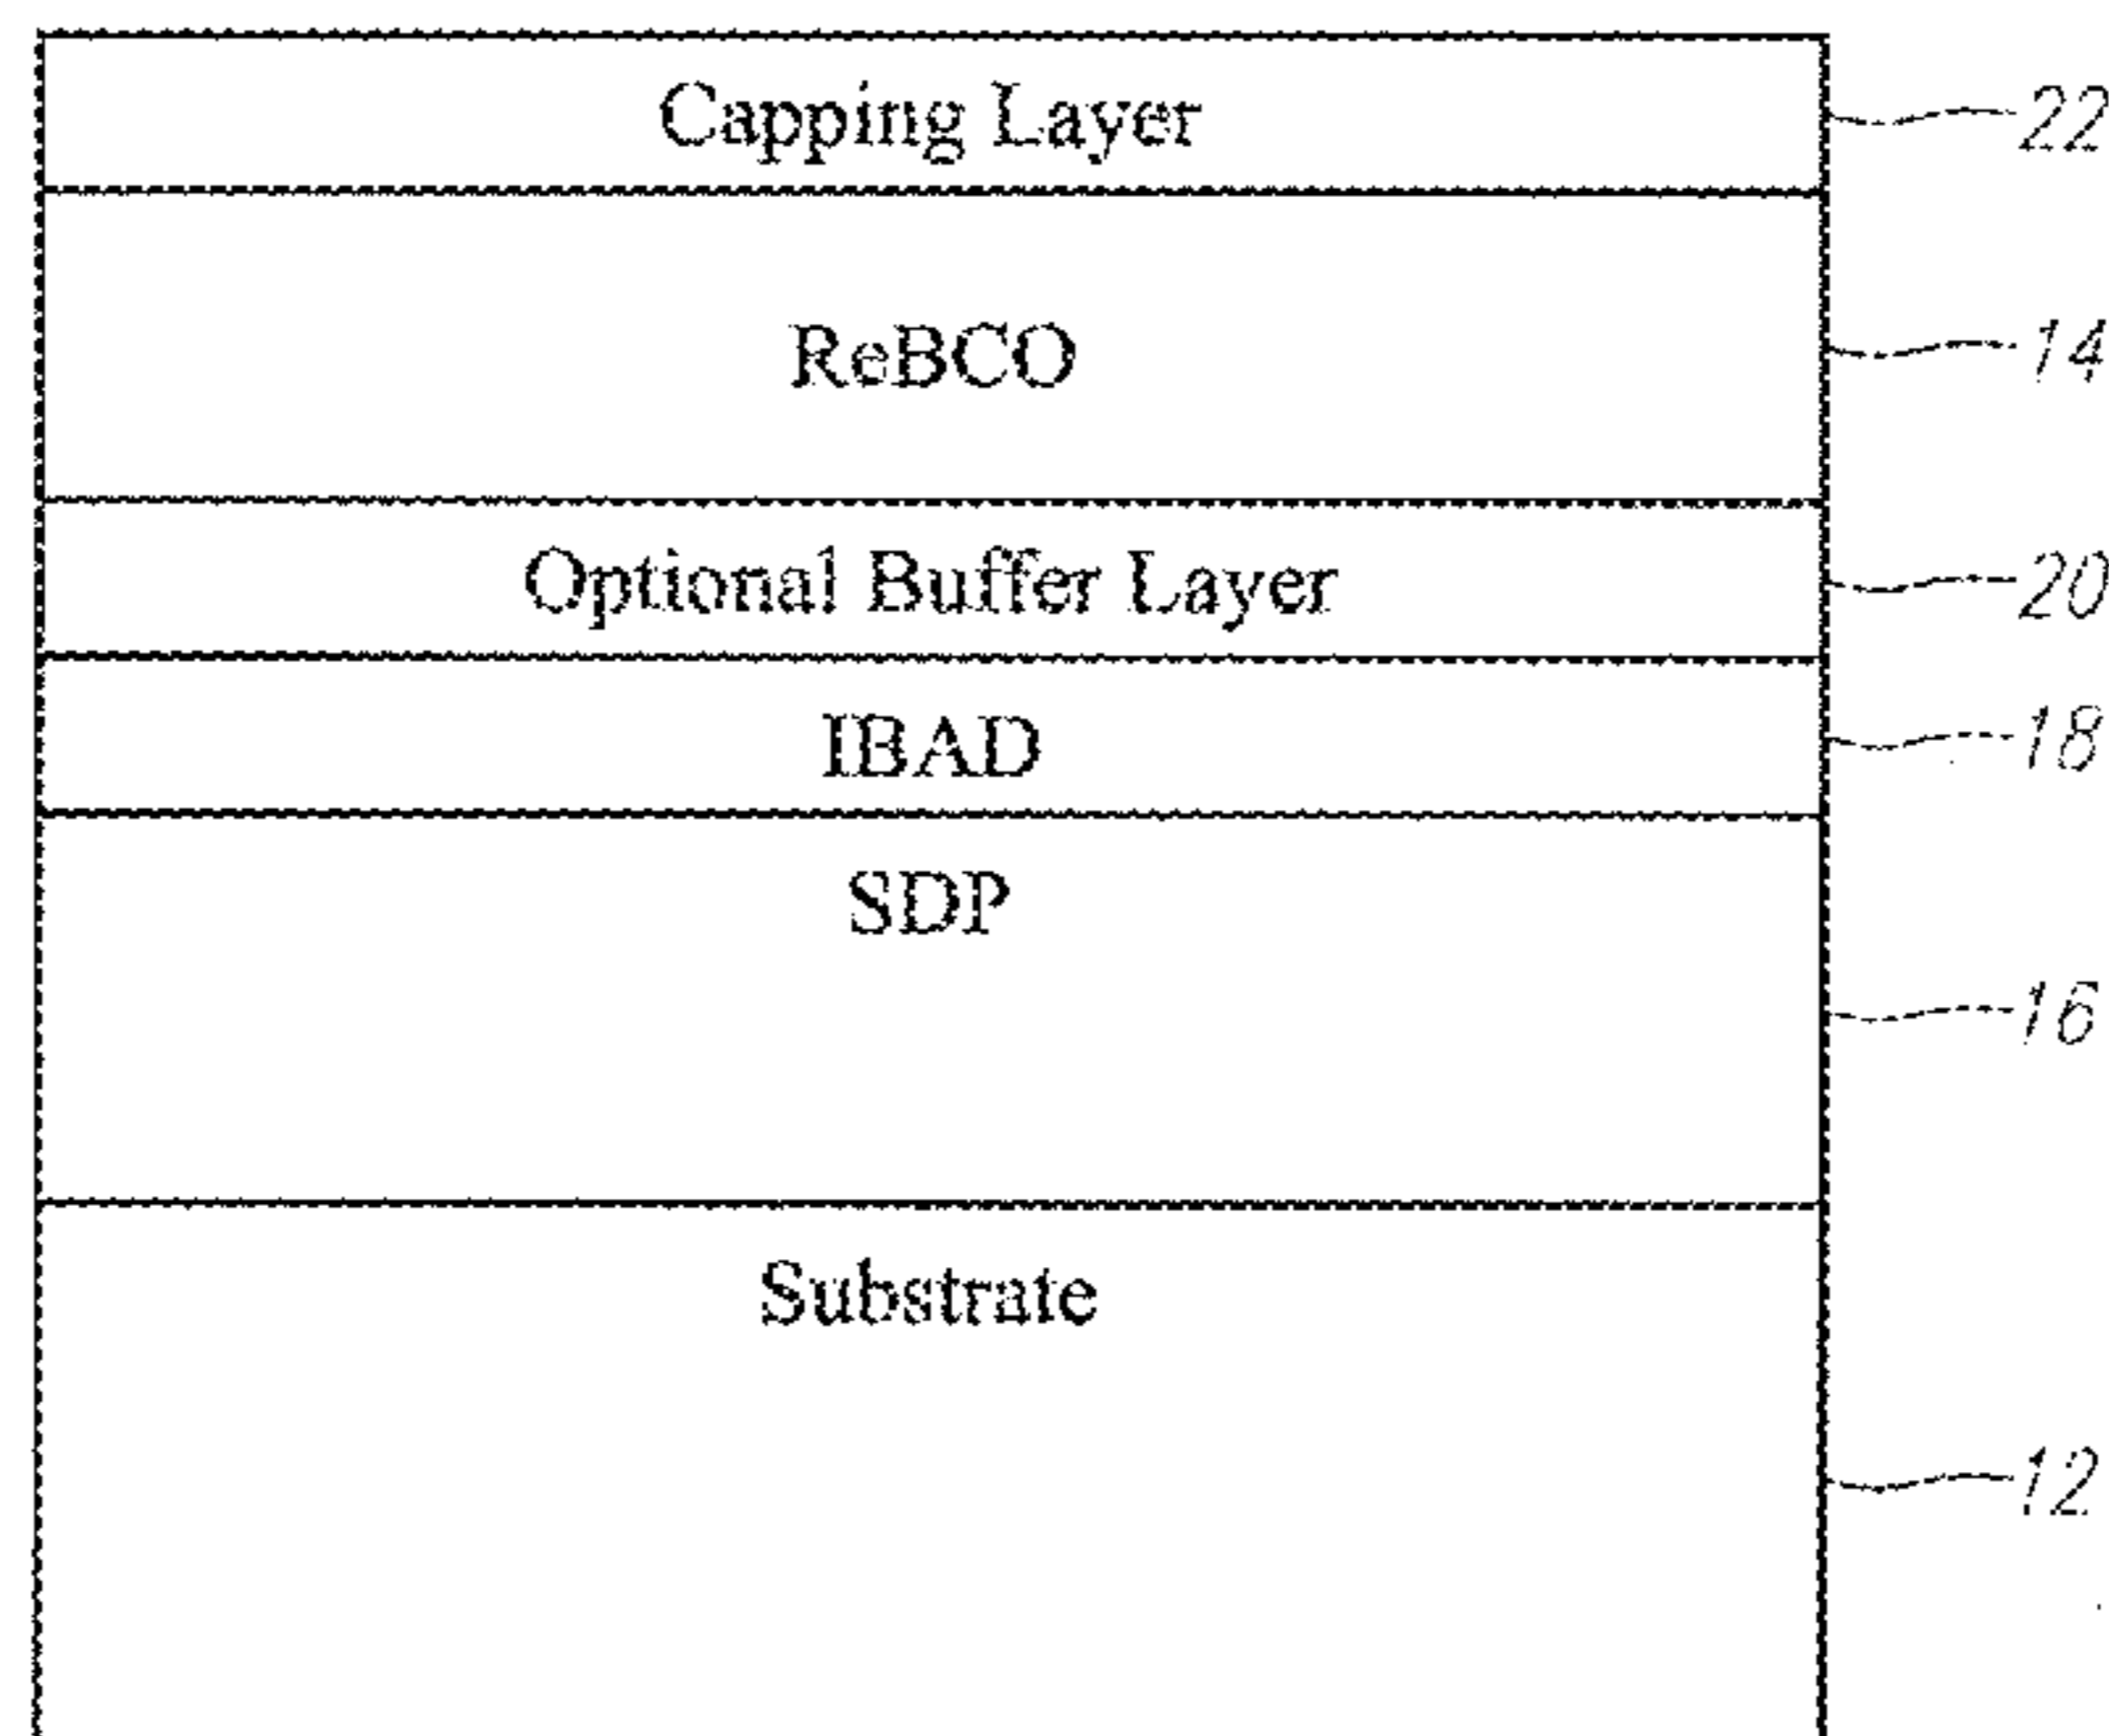 Capping Layer 22
ReBCO 14
Optional Buffer Layer 20
IBAD 18
SDP
16
Substrate
12